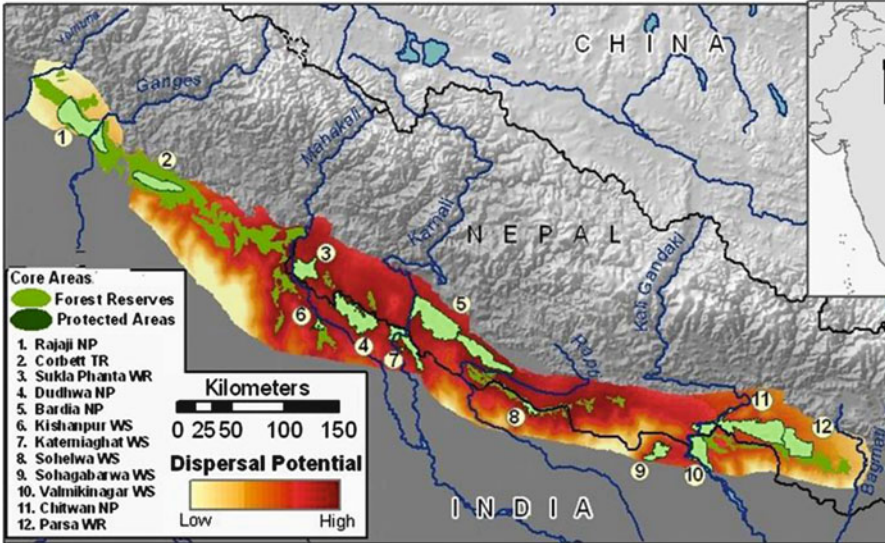 Yamuna
Ganges
CHINA
1
2
Mahakali
Karnali
NEPAL
Kali Gandaki
3
5
6
4
7
Rapti
8
9
10
11
12
Bagmati
INDIA
Core Areas
Forest Reserves
Protected Areas
1. Rajaji NP
2. Corbett TR
3. Sukla Phanta WR
4. Dudhwa NP
5. Bardia NP
6. Kishanpur WS
7. Katerniaghat WS
8. Sohelwa WS
9. Sohagabarwa WS
10. Valmikinagar WS
11. Chitwan NP
12. Parsa WR
Kilometers
0 25 50 100 150
Dispersal Potential
Low High